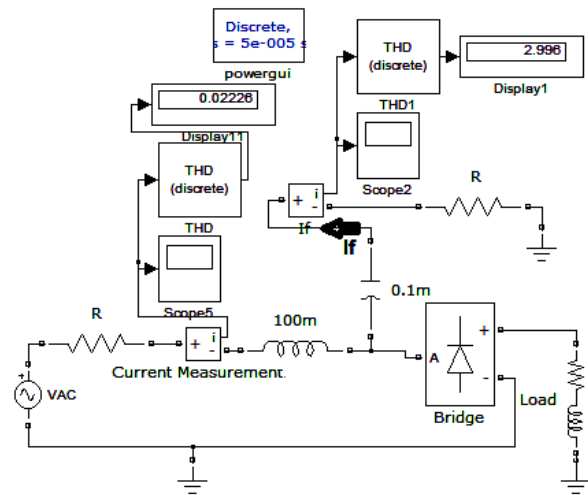 Discrete,
s = 5e-005 s
powergui
THD
(discrete)
THD1
2.996
Display1
0.02226
Display11
THD
(discrete)
THD
Scope2
+ i -
If
If
R
Scope5
0.1m
R
100m
+ i -
Current Measurement.
+
VAC
A
+
-
Bridge
Load